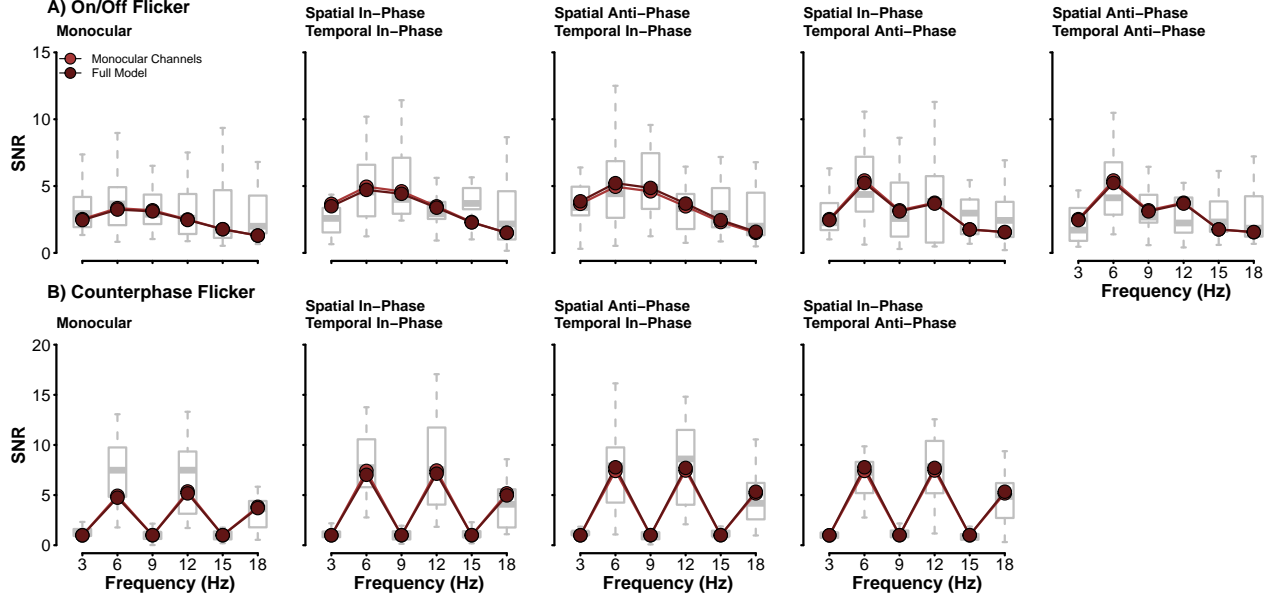 A) On/Off Flicker
Monocular
Spatial In−Phase
Temporal In−Phase
Spatial Anti−Phase
Temporal In−Phase
Spatial In−Phase
Temporal Anti−Phase
Spatial Anti−Phase
Temporal Anti−Phase
Monocular Channels
Full Model
SNR
15
10
5
0
3 6 9 12 15 18
Frequency (Hz)
B) Counterphase Flicker
Monocular
Spatial In−Phase
Temporal In−Phase
Spatial Anti−Phase
Temporal In−Phase
Spatial In−Phase
Temporal Anti−Phase
SNR
20
15
10
5
0
3 6 9 12 15 18
Frequency (Hz)
3 6 9 12 15 18
Frequency (Hz)
3 6 9 12 15 18
Frequency (Hz)
3 6 9 12 15 18
Frequency (Hz)